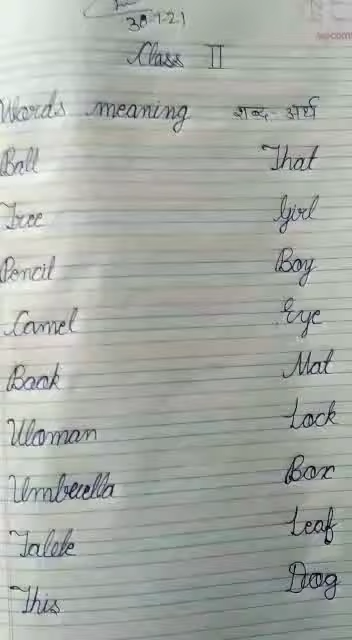 30-1-21
Class II
Words meaning शब्द-अर्थ
Ball That
Tree Girl
Pencil Boy
Camel Eye
Book Mat
Woman Lock
Umbrella Box
Table Leaf
This Dog